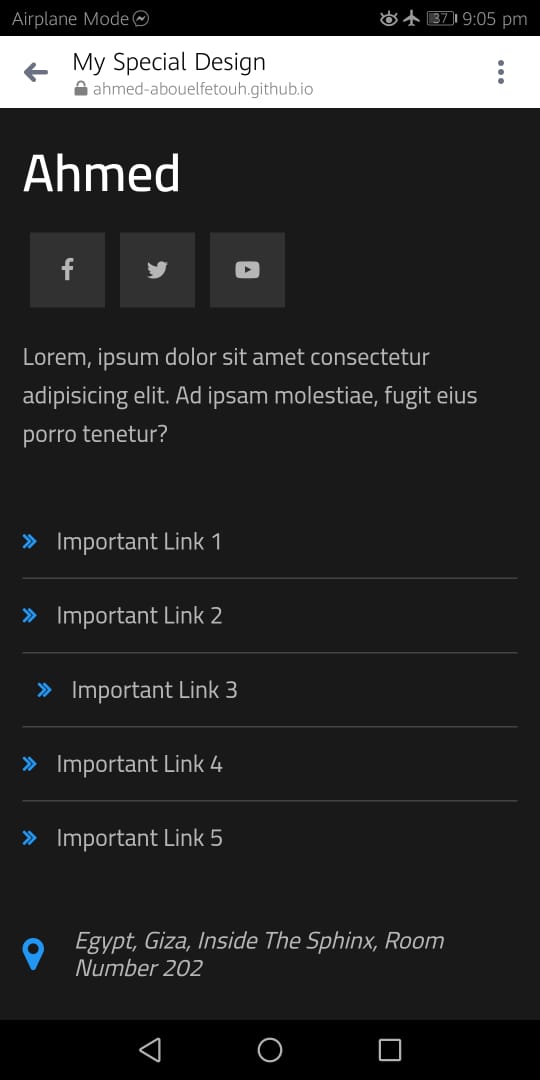 Airplane Mode 37 9:05 pm
My Special Design
ahmed-abouelfetouh.github.io
Ahmed
Lorem, ipsum dolor sit amet consectetur
adipisicing elit. Ad ipsam molestiae, fugit eius
porro tenetur?
Important Link 1
Important Link 2
Important Link 3
Important Link 4
Important Link 5
Egypt, Giza, Inside The Sphinx, Room
Number 202